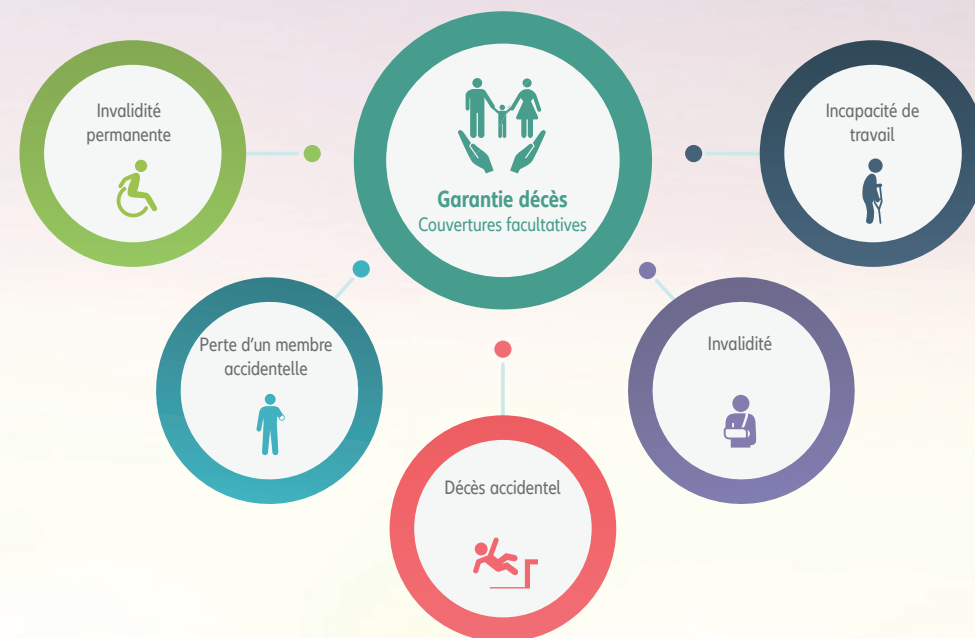 Garantie décès
Couvertures facultatives
Invalidité
permanente
Perte d'un membre
accidentelle
Décès accidentel
Invalidité
Incapacité de
travail